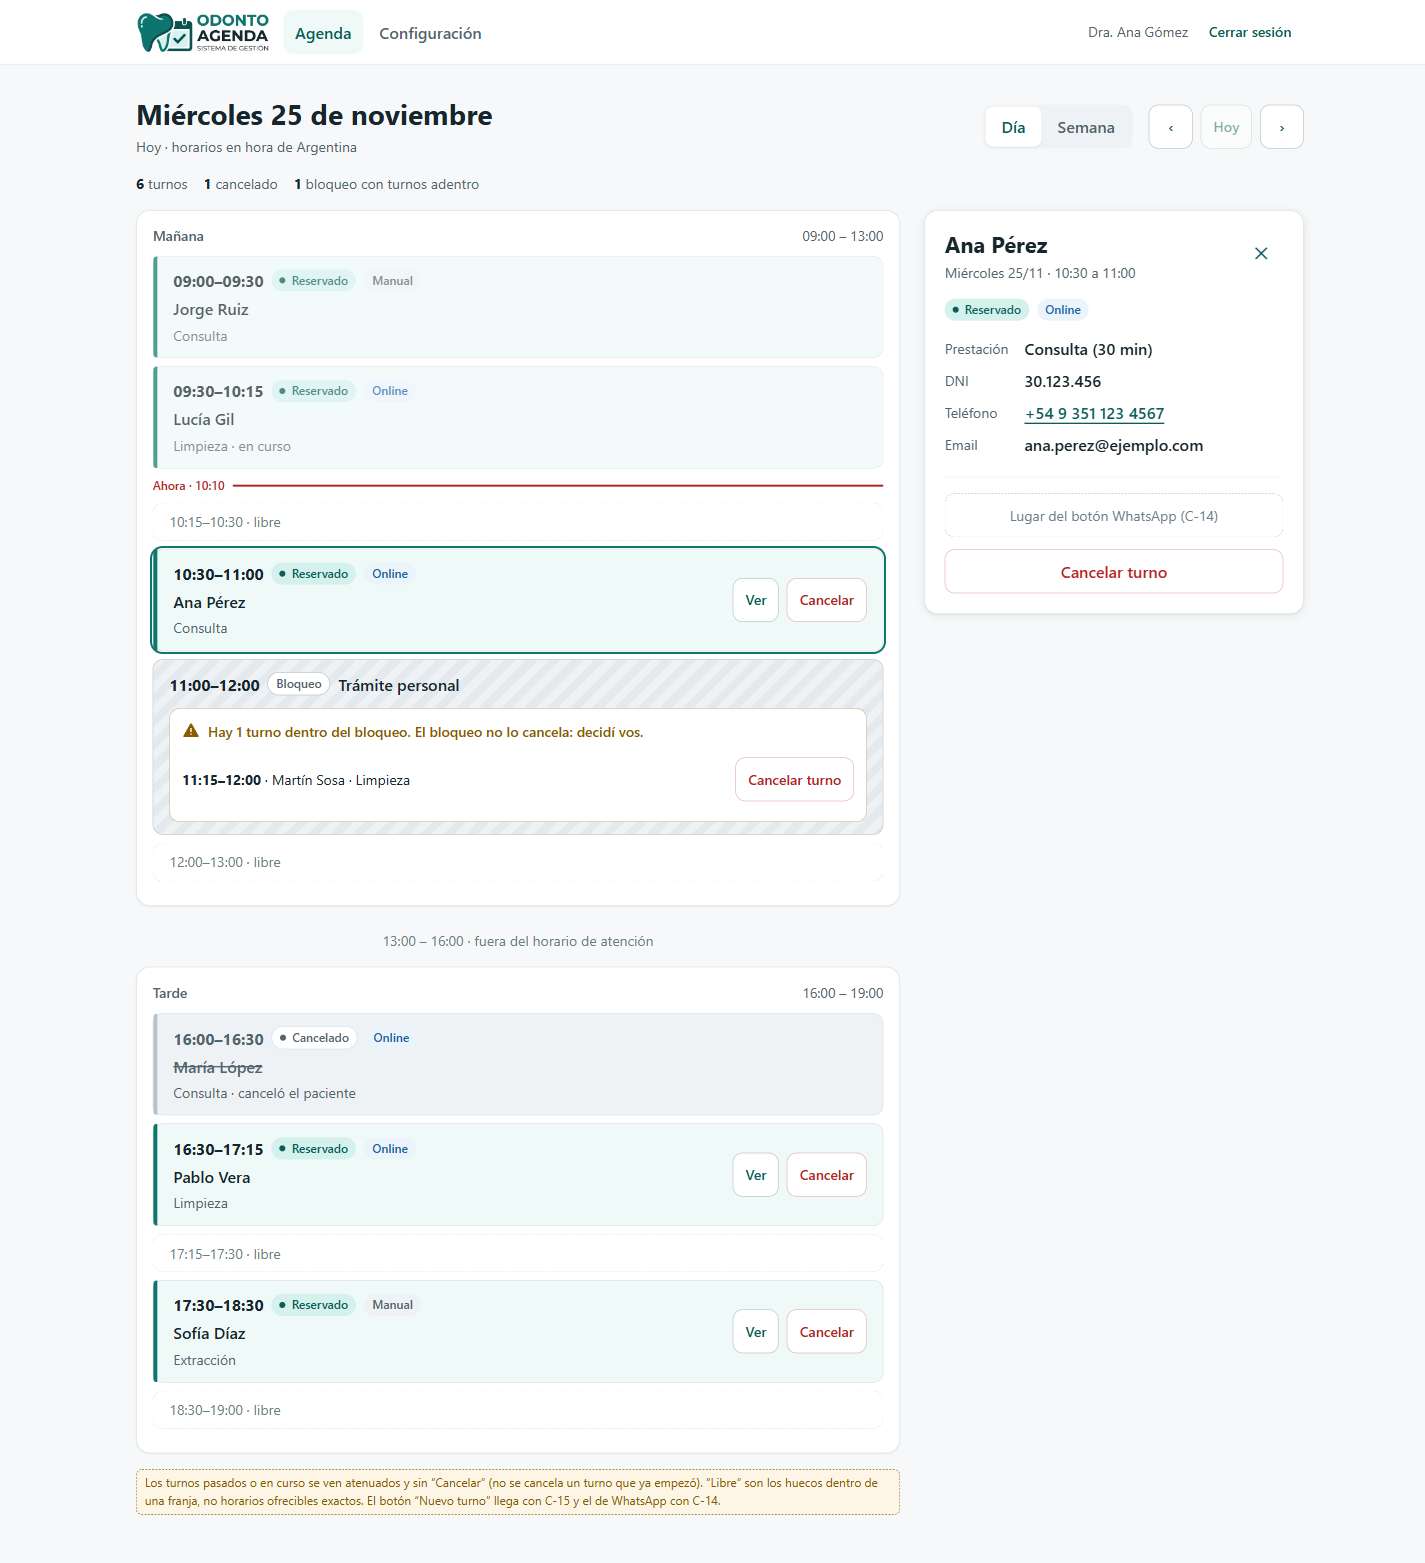 ODONTO
AGENDA
SISTEMA DE GESTIÓN
Agenda
Configuración
Dra. Ana Gómez
Cerrar sesión
Miércoles 25 de noviembre
Hoy · horarios en hora de Argentina
Día
Semana
‹
Hoy
›
6 turnos 1 cancelado 1 bloqueo con turnos adentro
Mañana
09:00 – 13:00
09:00–09:30 Reservado Manual
Jorge Ruiz
Consulta
09:30–10:15 Reservado Online
Lucía Gil
Limpieza · en curso
Ahora · 10:10
10:15–10:30 · libre
10:30–11:00 Reservado Online
Ana Pérez
Consulta
Ver
Cancelar
11:00–12:00 Bloqueo Trámite personal
Hay 1 turno dentro del bloqueo. El bloqueo no lo cancela: decidí vos.
11:15–12:00 · Martín Sosa · Limpieza
Cancelar turno
12:00–13:00 · libre
13:00 – 16:00 · fuera del horario de atención
Tarde
16:00 – 19:00
16:00–16:30 Cancelado Online
María López
Consulta · canceló el paciente
16:30–17:15 Reservado Online
Pablo Vera
Limpieza
Ver
Cancelar
17:15–17:30 · libre
17:30–18:30 Reservado Manual
Sofía Díaz
Extracción
Ver
Cancelar
18:30–19:00 · libre
Los turnos pasados o en curso se ven atenuados y sin “Cancelar” (no se cancela un turno que ya empezó). “Libre” son los huecos dentro de
una franja, no horarios ofrecibles exactos. El botón “Nuevo turno” llega con C-15 y el de WhatsApp con C-14.
Ana Pérez
Miércoles 25/11 · 10:30 a 11:00
Reservado Online
Prestación Consulta (30 min)
DNI 30.123.456
Teléfono +54 9 351 123 4567
Email ana.perez@ejemplo.com
Lugar del botón WhatsApp (C-14)
Cancelar turno